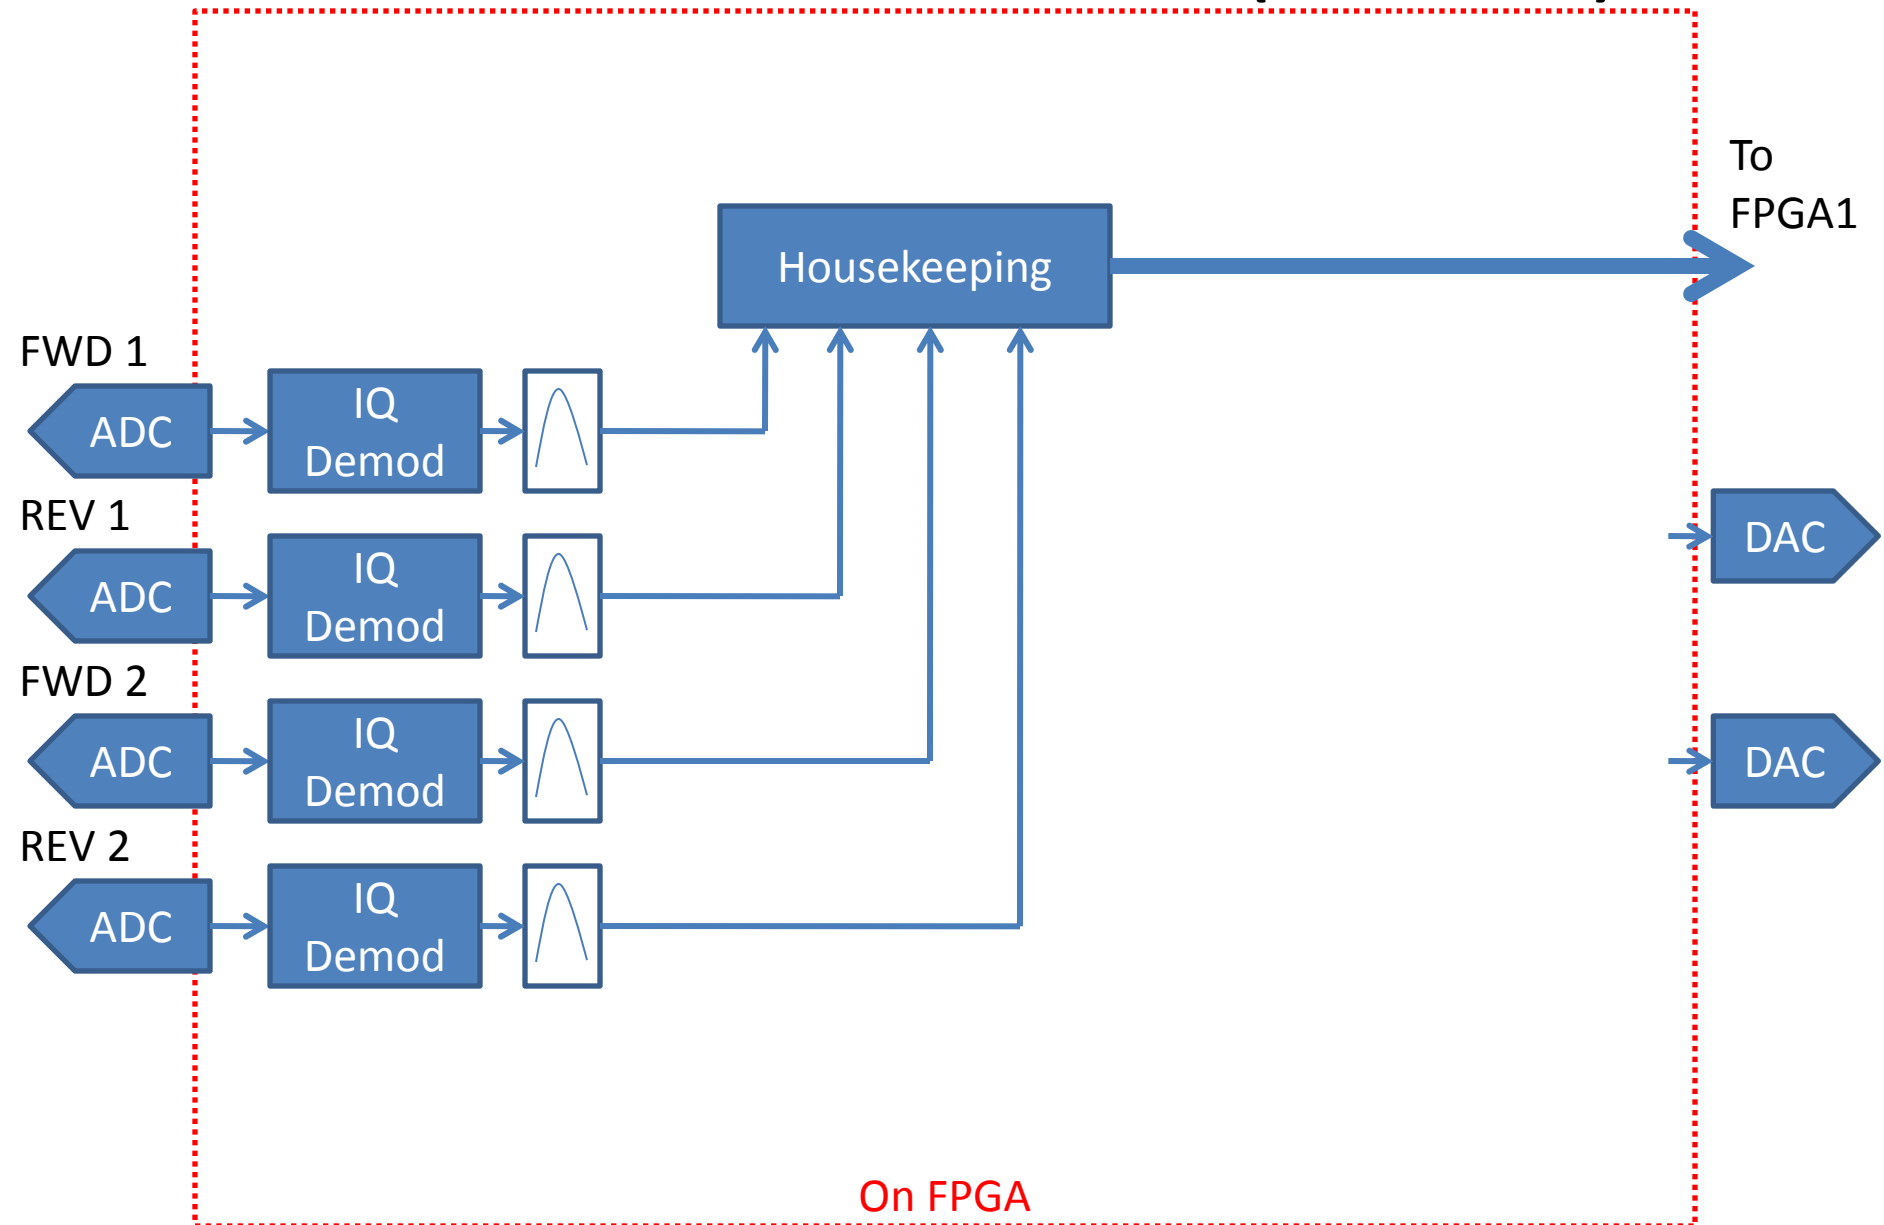 To
FPGA1
Housekeeping
FWD 1
ADC
IQ
Demod
REV 1
ADC
IQ
Demod
DAC
FWD 2
ADC
IQ
Demod
DAC
REV 2
ADC
IQ
Demod
On FPGA